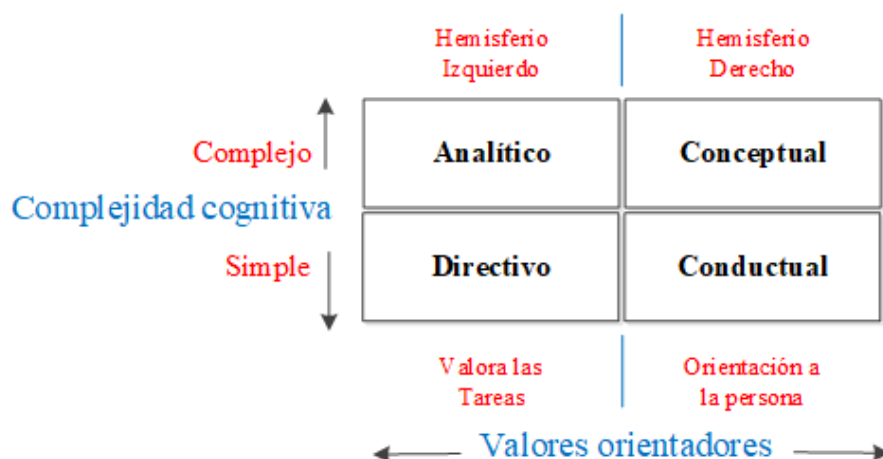 Hemisferio
Izquierdo
Hemisferio
Derecho
Complejo
Analítico
Conceptual
Complejidad cognitiva
Simple
Directivo
Conductual
Valora las
Tareas
Orientación a
la persona
Valores orientadores